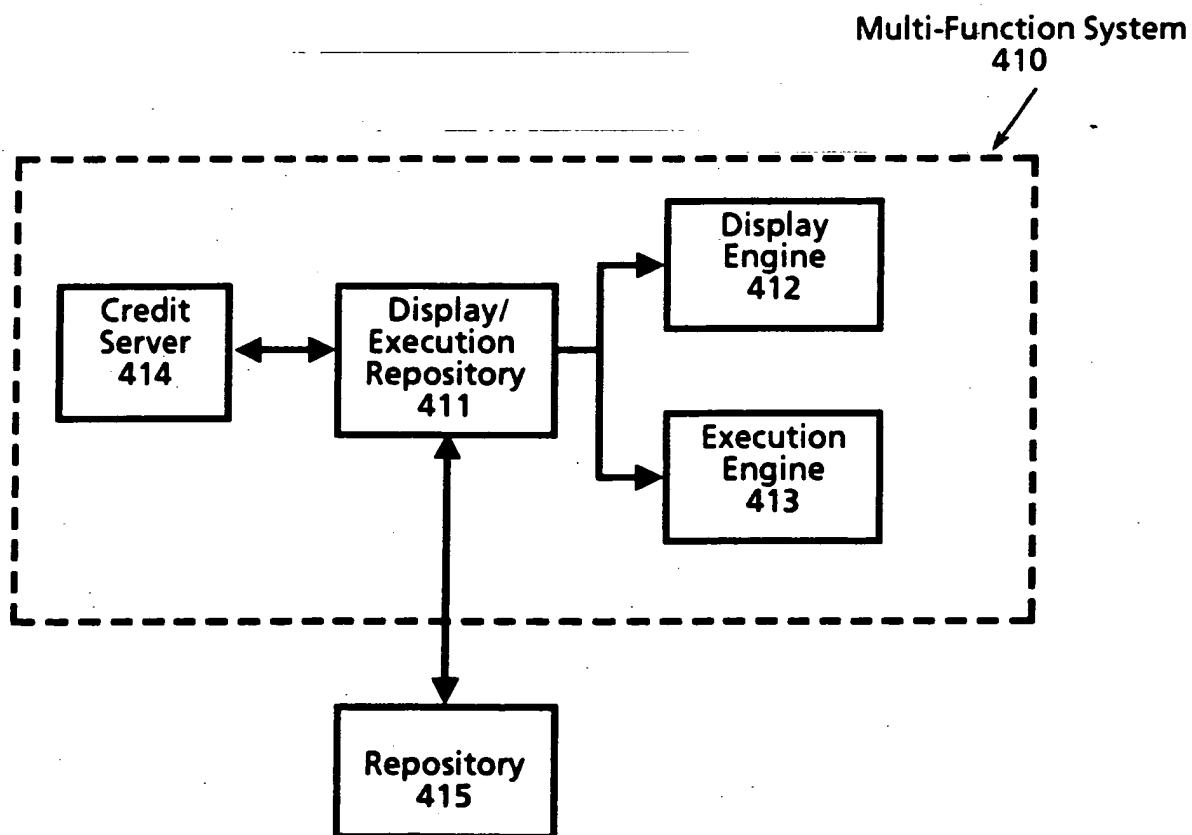 Multi-Function System
410
Display
Engine
412
Credit
Server
414
Display/
Execution
Repository
411
Execution
Engine
413
Repository
415